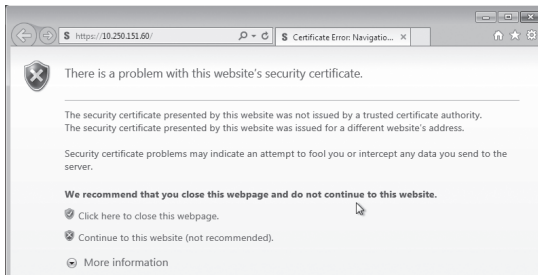 https://10.250.151.60/
Certificate Error: Navigatio...
There is a problem with this website's security certificate.
The security certificate presented by this website was not issued by a trusted certificate authority.
The security certificate presented by this website was issued for a different website's address.
Security certificate problems may indicate an attempt to fool you or intercept any data you send to the
server.
We recommend that you close this webpage and do not continue to this website.
Click here to close this webpage.
Continue to this website (not recommended).
More information